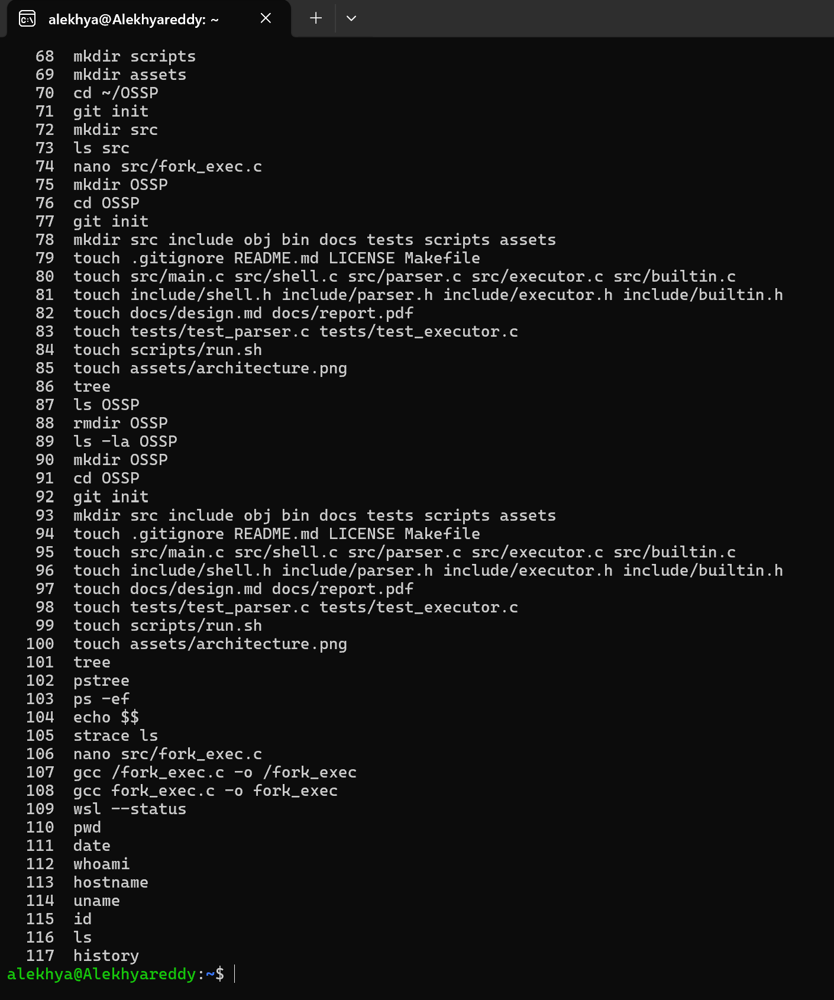 alekhya@Alekhyareddy: ~
68 mkdir scripts
69 mkdir assets
70 cd ~/OSSP
71 git init
72 mkdir src
73 ls src
74 nano src/fork_exec.c
75 mkdir OSSP
76 cd OSSP
77 git init
78 mkdir src include obj bin docs tests scripts assets
79 touch .gitignore README.md LICENSE Makefile
80 touch src/main.c src/shell.c src/parser.c src/executor.c src/builtin.c
81 touch include/shell.h include/parser.h include/executor.h include/builtin.h
82 touch docs/design.md docs/report.pdf
83 touch tests/test_parser.c tests/test_executor.c
84 touch scripts/run.sh
85 touch assets/architecture.png
86 tree
87 ls OSSP
88 rmdir OSSP
89 ls -la OSSP
90 mkdir OSSP
91 cd OSSP
92 git init
93 mkdir src include obj bin docs tests scripts assets
94 touch .gitignore README.md LICENSE Makefile
95 touch src/main.c src/shell.c src/parser.c src/executor.c src/builtin.c
96 touch include/shell.h include/parser.h include/executor.h include/builtin.h
97 touch docs/design.md docs/report.pdf
98 touch tests/test_parser.c tests/test_executor.c
99 touch scripts/run.sh
100 touch assets/architecture.png
101 tree
102 pstree
103 ps -ef
104 echo $$
105 strace ls
106 nano src/fork_exec.c
107 gcc /fork_exec.c -o /fork_exec
108 gcc fork_exec.c -o fork_exec
109 wsl --status
110 pwd
111 date
112 whoami
113 hostname
114 uname
115 id
116 ls
117 history
alekhya@Alekhyareddy:~$